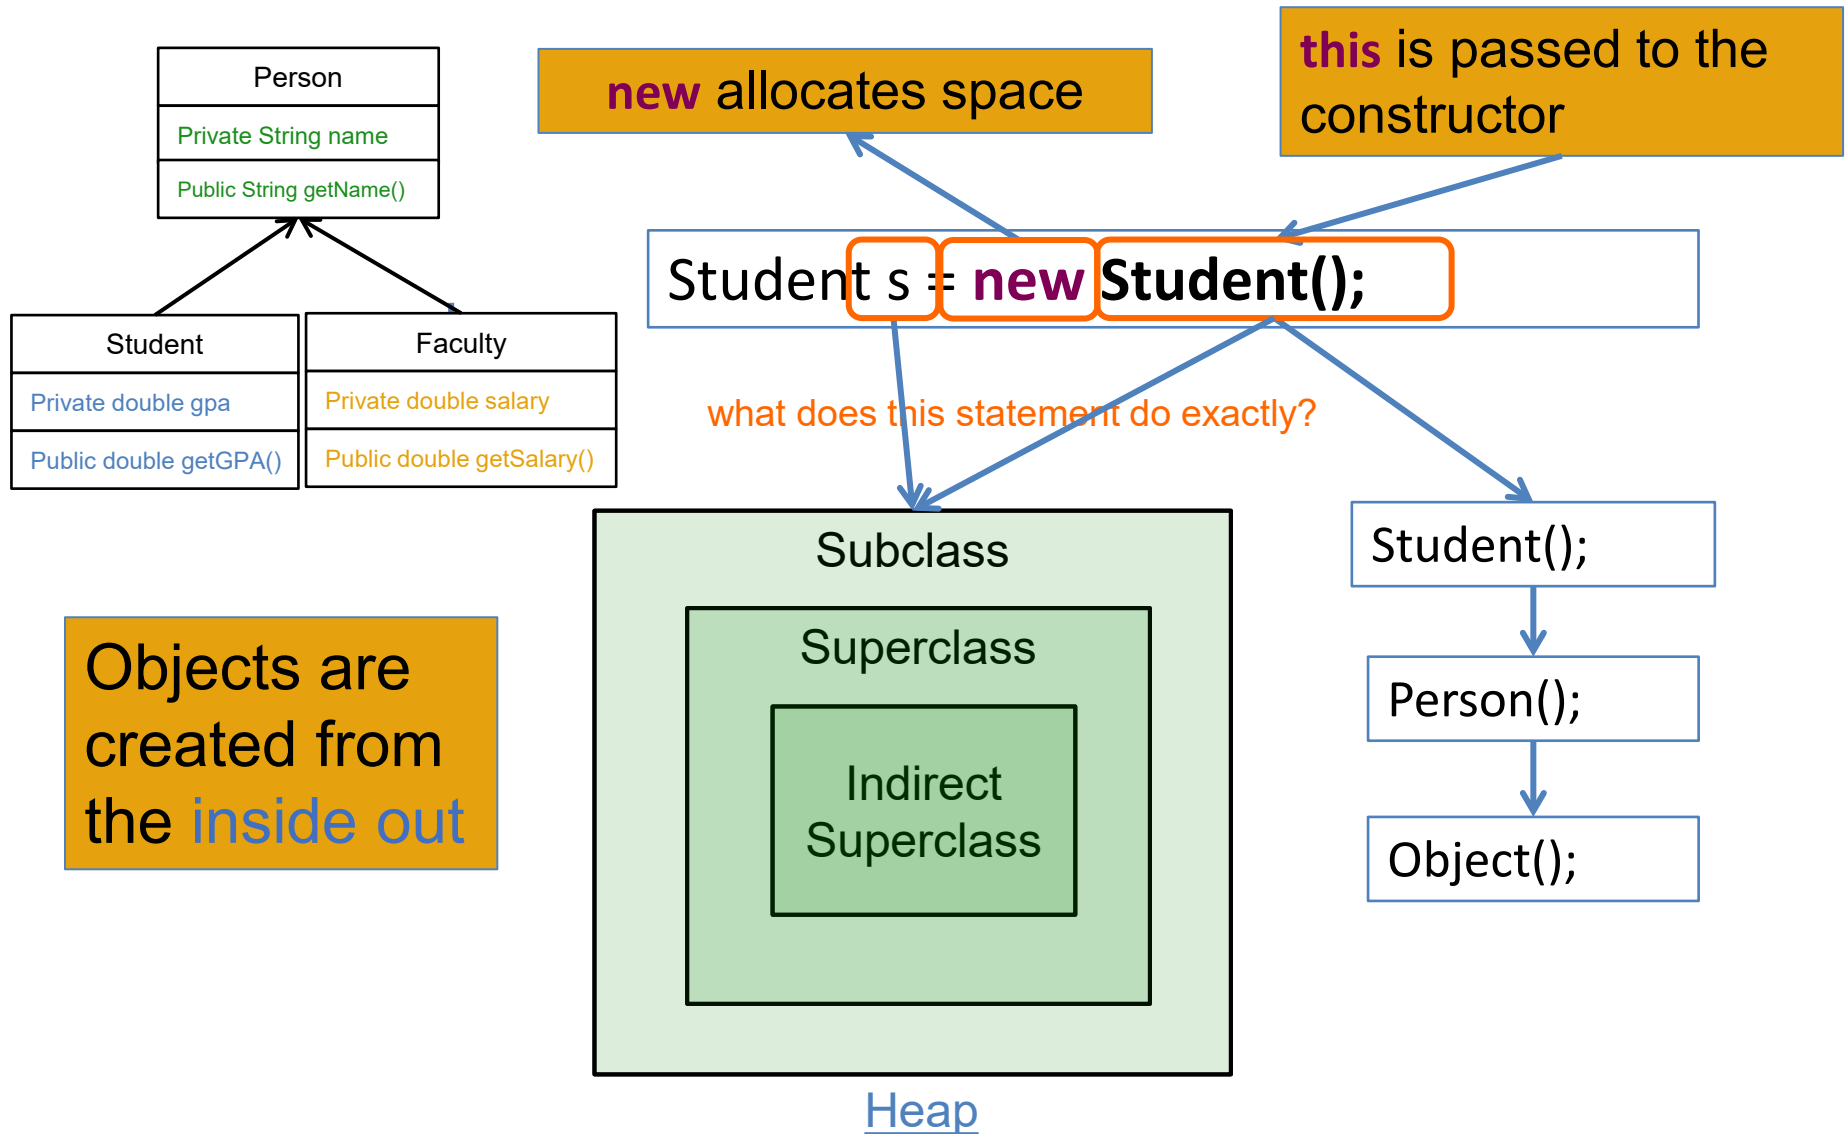 Person
Private String name
Public String getName()
Student
Private double gpa
Public double getGPA()
Faculty
Private double salary
Public double getSalary()
new allocates space
this is passed to the
constructor
Student s = new Student();
what does this statement do exactly?
Objects are
created from
the inside out
Subclass
Superclass
Indirect
Superclass
Heap
Student();
Person();
Object();